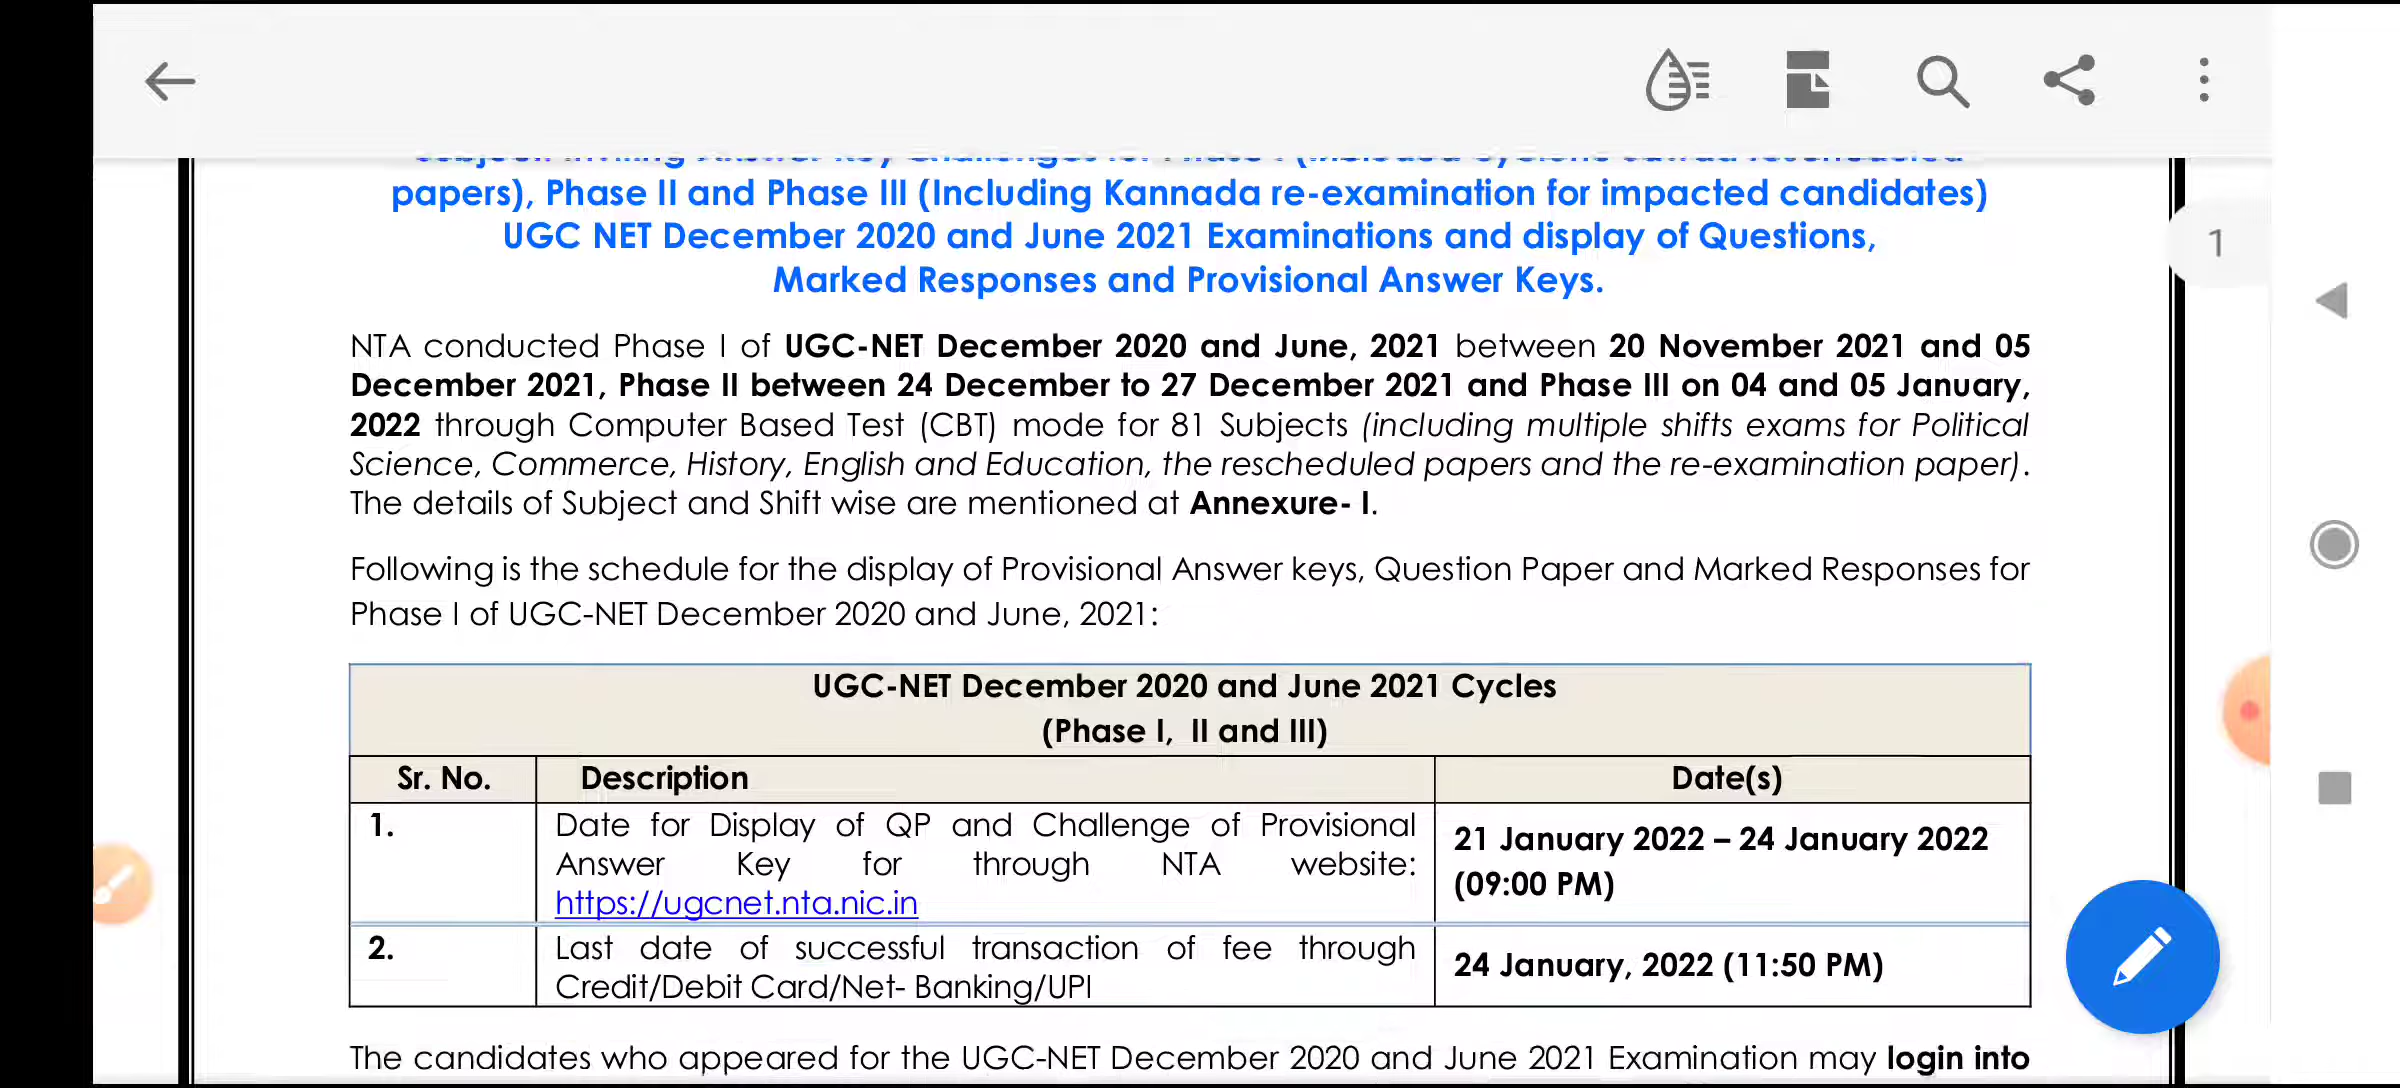 papers), Phase II and Phase III (Including Kannada re-examination for impacted candidates)
UGC NET December 2020 and June 2021 Examinations and display of Questions,
Marked Responses and Provisional Answer Keys.
1
NTA conducted Phase I of UGC-NET December 2020 and June, 2021 between 20 November 2021 and 05
December 2021, Phase II between 24 December to 27 December 2021 and Phase III on 04 and 05 January,
2022 through Computer Based Test (CBT) mode for 81 Subjects (including multiple shifts exams for Political
Science, Commerce, History, English and Education, the rescheduled papers and the re-examination paper).
The details of Subject and Shift wise are mentioned at Annexure- I.
Following is the schedule for the display of Provisional Answer keys, Question Paper and Marked Responses for
Phase I of UGC-NET December 2020 and June, 2021:
UGC-NET December 2020 and June 2021 Cycles
(Phase I, II and III)
Sr. No. Description Date(s)
1. Date for Display of QP and Challenge of Provisional
Answer Key for through NTA website:
https://ugcnet.nta.nic.in
21 January 2022 – 24 January 2022
(09:00 PM)
2. Last date of successful transaction of fee through
Credit/Debit Card/Net- Banking/UPI
24 January, 2022 (11:50 PM)
The candidates who appeared for the UGC-NET December 2020 and June 2021 Examination may login into